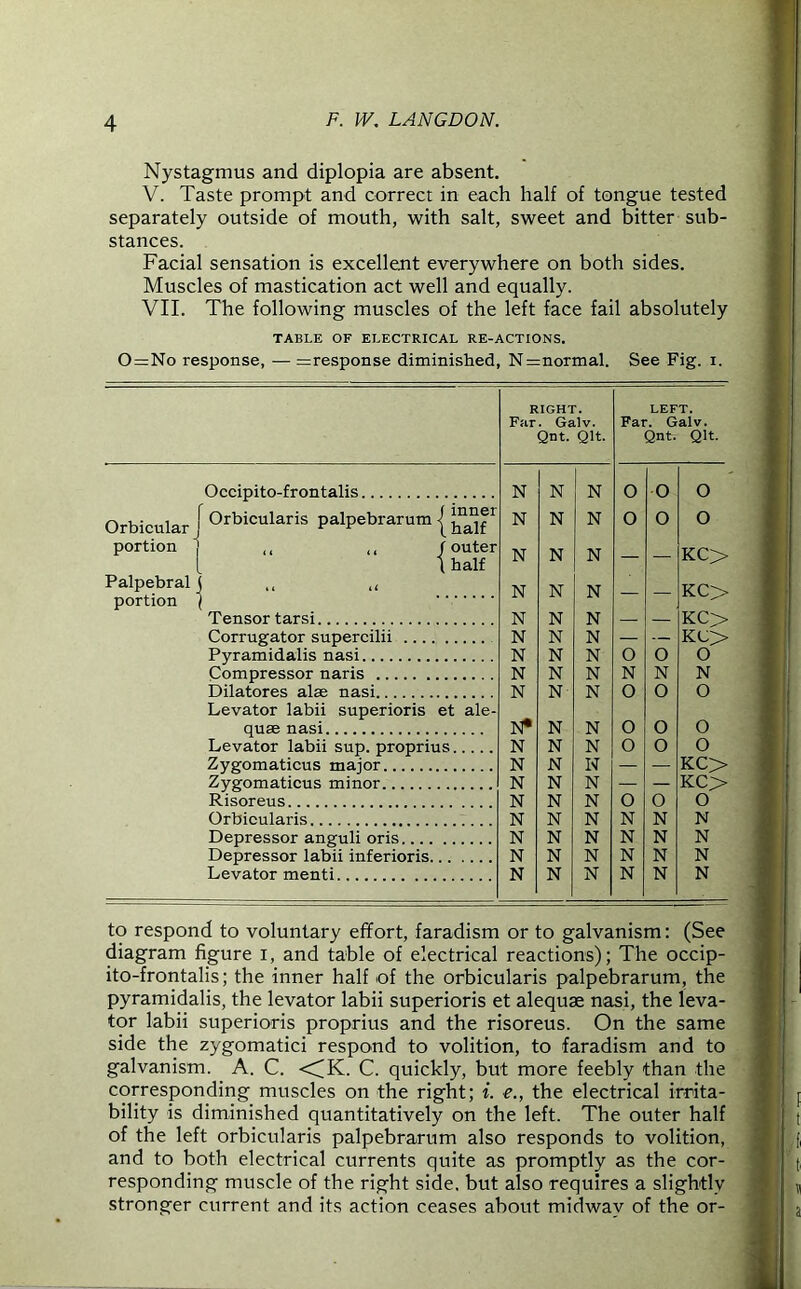 4 F. W. LANGDON.
Nystagmus and diplopia are absent.
V. Taste prompt and correct in each half of tongue tested
separately outside of mouth, with salt, sweet and bitter sub-
stances.
Facial sensation is excellent everywhere on both sides.
Muscles of mastication act well and equally.
VII. The following muscles of the left face fail absolutely
TABLE OF ELECTRICAL RE-ACTIONS.
O=No response, — =response diminished, N=normal. See Fig. 1.
RIGHT. LEFT.
Far. Galv. Far. Galv.
Qnt. Qlt. Qnt. Qlt.
Occipito-frontalis................ N N N O O O
Orbicular portion { Orbicularis palpebrarum { inner half N N N O O O
,, ,, { outer half N N N — — KC>
Palpebral portion { ,, ,, ....... N N N — — KC>
Tensor tarsi..................... N N N — — KC>
Corrugator supercilii .... ......... N N N — — KC>
Pyramidalis nasi................ N N N O O O
Compressor naris ............... N N N N N N
Dilatores alæ nasi............... N N N O O O
Levator labii superioris et ale-
quæ nasi.................... N* N N O O O
Levator labii sup. proprius..... N N N O O O
Zygomaticus major............. N N N — — KC>
Zygomaticus minor............. N N N — — KC>
Risoreus........................ N N N O O O
Orbicularis...................... N N N N N N
Depressor anguli oris............ N N N N N N
Depressor labii inferioris........ N N N N N N
Levator menti................... N N N N N N
to respond to voluntary effort, faradism or to galvanism: (See
diagram figure 1, and table of electrical reactions); The occip-
ito-frontalis; the inner half of the orbicularis palpebrarum, the
pyramidalis, the levator labii superioris et alequæ nasi, the leva-
tor labii superioris proprius and the risoreus. On the same
side the zygomatici respond to volition, to faradism and to
galvanism. A. C. <K. C. quickly, but more feebly than the
corresponding muscles on the right; i. e., the electrical irrita-
bility is diminished quantitatively on the left. The outer half
of the left orbicularis palpebrarum also responds to volition,
and to both electrical currents quite as promptly as the cor-
responding muscle of the right side, but also requires a slightly
stronger current and its action ceases about midway of the or-